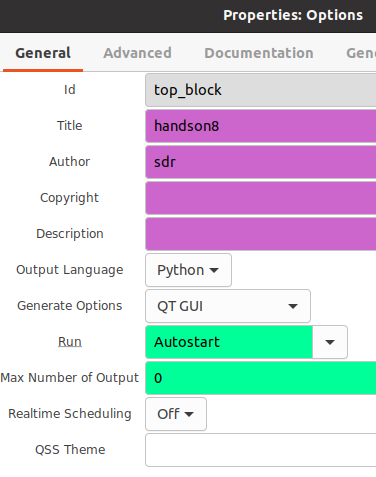 Properties: Options
General Advanced Documentation Gen
Id top_block
Title handson8
Author sdr
Copyright
Description
Output Language Python
Generate Options QT GUI
Run Autostart
Max Number of Output 0
Realtime Scheduling Off
QSS Theme